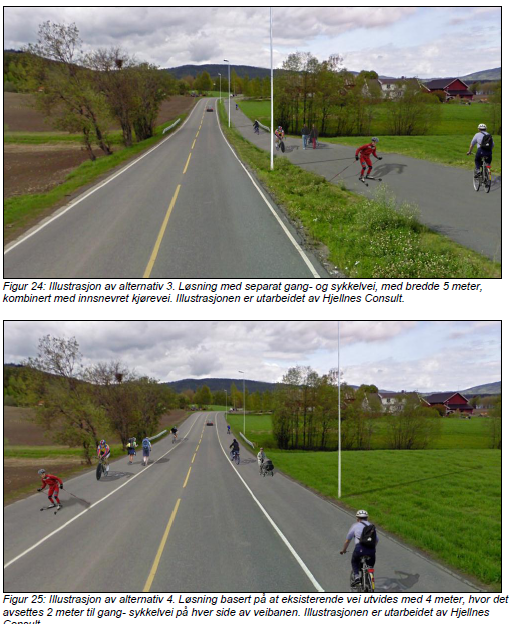 Figur 24: Illustrasjon av alternativ 3. Løsning med separat gang- og sykkelvei, med bredde 5 meter,
kombinert med innsnevret kjørevei. Illustrasjonen er utarbeidet av Hjellnes Consult.
Figur 25: Illustrasjon av alternativ 4. Løsning basert på at eksisterende vei utvides med 4 meter, hvor det
avsettes 2 meter til gang- sykkelvei på hver side av veibanen. Illustrasjonen er utarbeidet av Hjellnes
Consult.